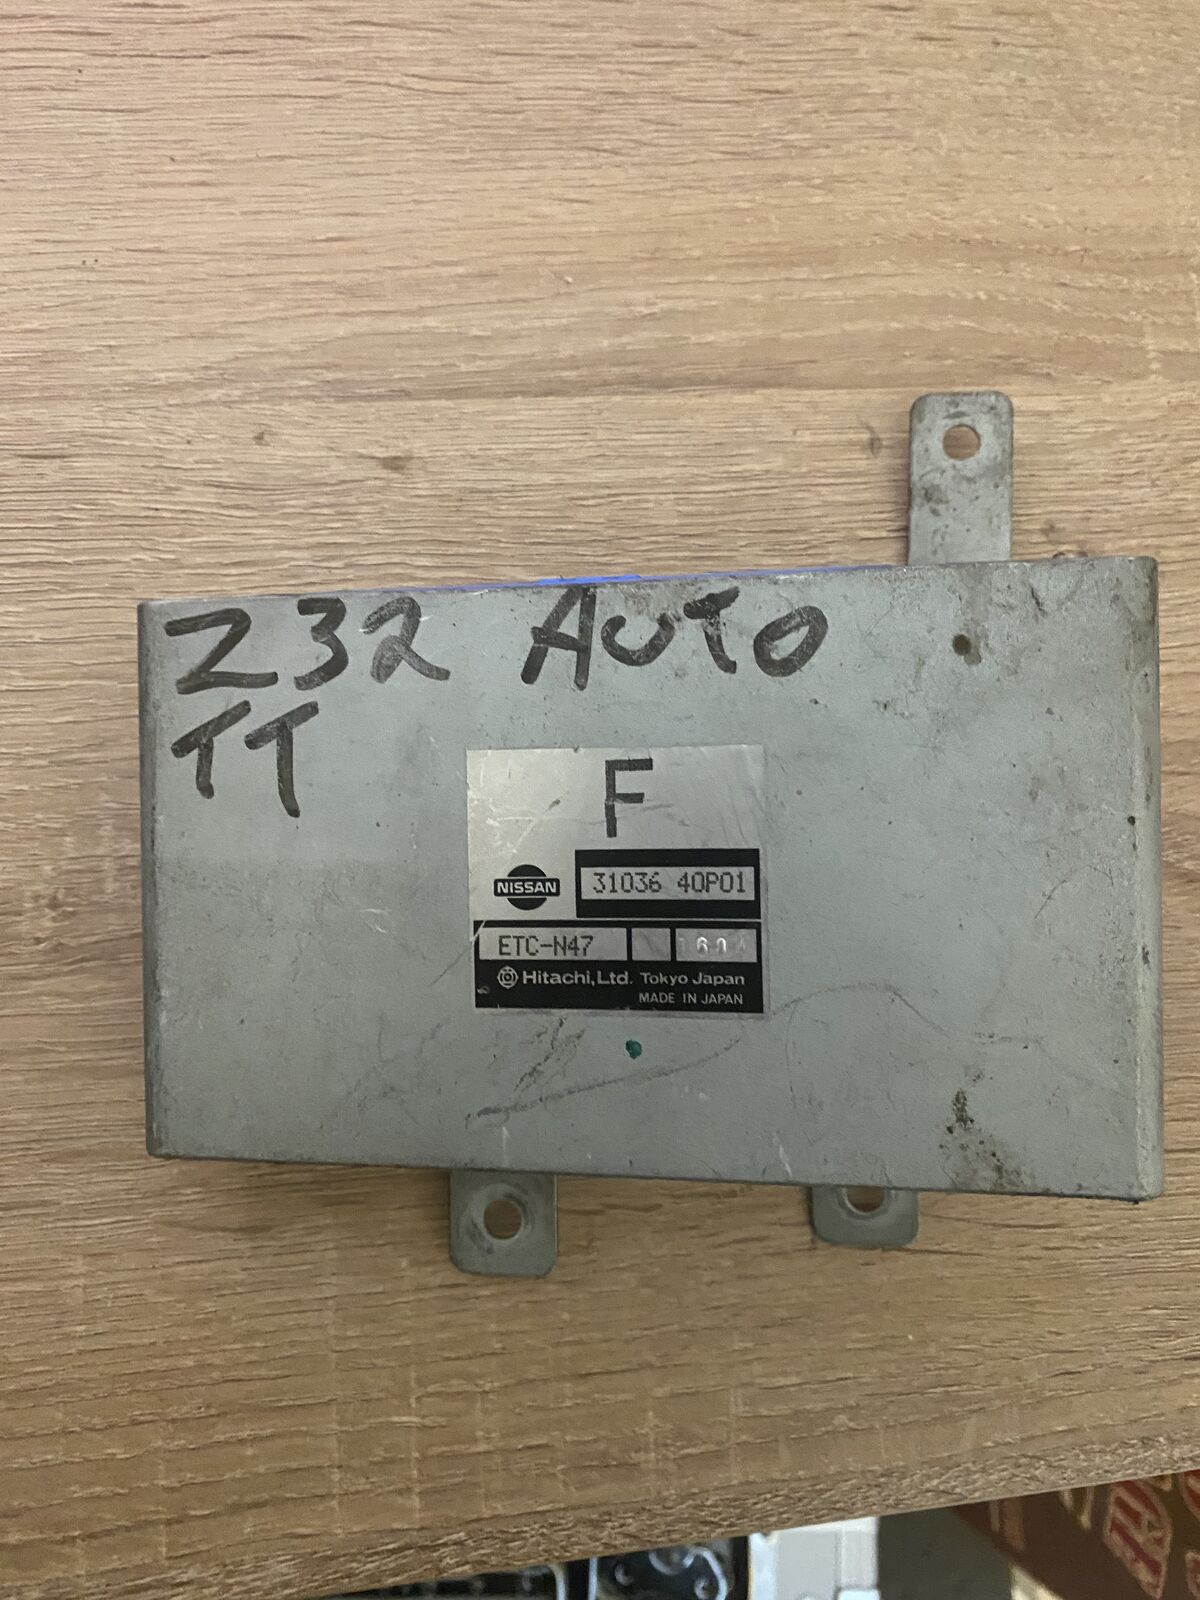 Z32 AUTO
TT
F
NISSAN
31036 40P01
ETC-N47
Hitachi, Ltd. Tokyo Japan
MADE IN JAPAN